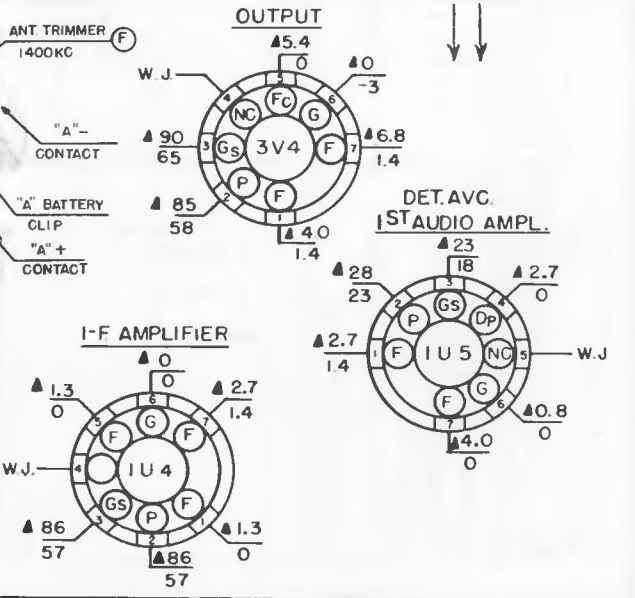 OUTPUT
ANT. TRIMMER F
1400KC
"A"-
CONTACT
"A" BATTERY
CLIP
"A" +
CONTACT
W.J.
▲5.4
0
▲0
-3
▲ 90
65
▲6.8
1.4
▲ 85
58
▲4.0
1.4
3V4
FC
G
F
F
P
GS
NC
5
6
7
1
2
3
4
DET. AVC.
1ST AUDIO AMPL.
▲ 23
18
▲ 28
23
▲ 2.7
0
▲ 2.7
1.4
W.J
▲0.8
0
▲4.0
0
1U5
GS
DP
NC
G
F
F
P
3
4
5
6
7
1
2
I-F AMPLIFIER
▲ 0
0
▲ 1.3
0
▲ 2.7
1.4
W.J.
▲ 86
57
▲86
57
▲1.3
0
1U4
G
F
F
P
GS
F
6
7
1
2
3
4
5